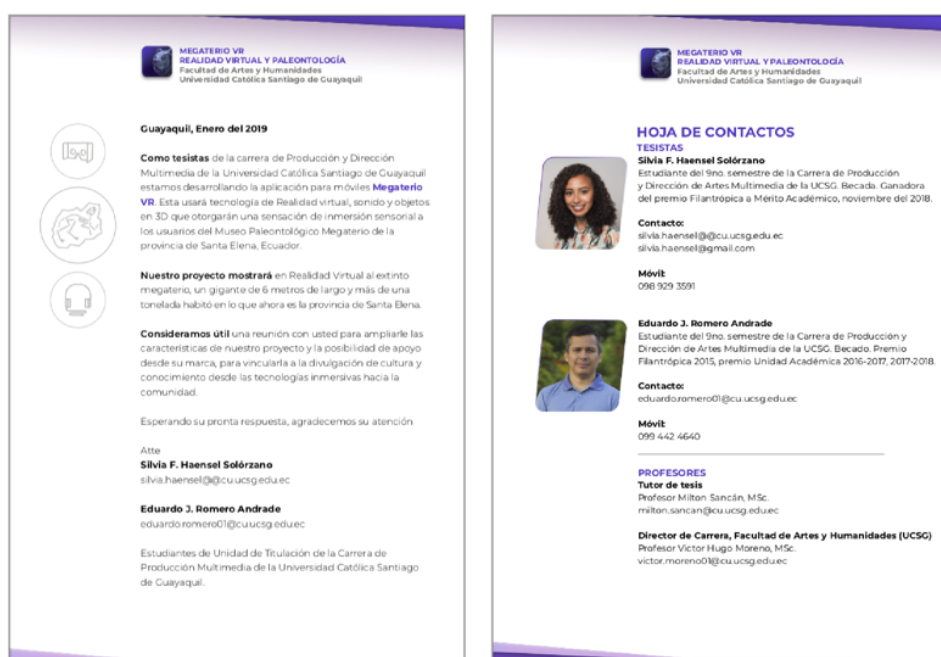 MEGATERIO VR
REALIDAD VIRTUAL Y PALEONTOLOGÍA
Facultad de Artes y Humanidades
Universidad Católica Santiago de Guayaquil
Guayaquil, Enero del 2019
Como tesistas de la carrera de Producción y Dirección
Multimedia de la Universidad Católica Santiago de Guayaquil
estamos desarrollando la aplicación para móviles Megaterio
VR. Esta usará tecnología de Realidad virtual, sonido y objetos
en 3D que otorgarán una sensación de inmersión sensorial a
los usuarios del Museo Paleontológico Megaterio de la
provincia de Santa Elena, Ecuador.
Nuestro proyecto mostrará en Realidad Virtual al extinto
megaterio, un gigante de 6 metros de largo y más de una
tonelada habitó en lo que ahora es la provincia de Santa Elena.
Consideramos útil una reunión con usted para ampliarle las
características de nuestro proyecto y la posibilidad de apoyo
desde su marca, para vincularla a la divulgación de cultura y
conocimiento desde las tecnologías inmersivas hacia la
comunidad.
Esperando su pronta respuesta, agradecemos su atención
Atte
Silvia F. Haensel Solórzano
silvia.haensel@@cu.ucsg.edu.ec
Eduardo J. Romero Andrade
eduardo.romero01@cu.ucsg.edu.ec
Estudiantes de Unidad de Titulación de la Carrera de
Producción Multimedia de la Universidad Católica Santiago
de Guayaquil.
MEGATERIO VR
REALIDAD VIRTUAL Y PALEONTOLOGÍA
Facultad de Artes y Humanidades
Universidad Católica Santiago de Guayaquil
HOJA DE CONTACTOS
TESISTAS
Silvia F. Haensel Solórzano
Estudiante del 9no. semestre de la Carrera de Producción
y Dirección de Artes Multimedia de la UCSG. Becada. Ganadora
del premio Filantrópica a Mérito Académico, noviembre del 2018.
Contacto:
silvia.haensel@@cu.ucsg.edu.ec
silvia.haensel@gmail.com
Móvil:
098 929 3591
Eduardo J. Romero Andrade
Estudiante del 9no. semestre de la Carrera de Producción y
Dirección de Artes Multimedia de la UCSG. Becado. Premio
Filantrópica 2015, premio Unidad Académica 2016-2017, 2017-2018.
Contacto:
eduardo.romero01@cu.ucsg.edu.ec
Móvil:
099 442 4640
PROFESORES
Tutor de tesis
Profesor Milton Sancán, MSc.
milton.sancan@cu.ucsg.edu.ec
Director de Carrera, Facultad de Artes y Humanidades (UCSG)
Profesor Victor Hugo Moreno, MSc.
victor.moreno01@cu.ucsg.edu.ec